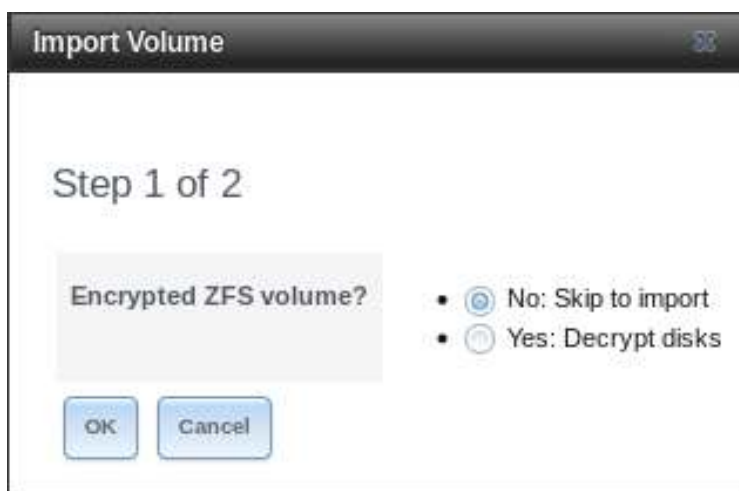 Import Volume
Step 1 of 2
Encrypted ZFS volume?
No: Skip to import
Yes: Decrypt disks
OK
Cancel